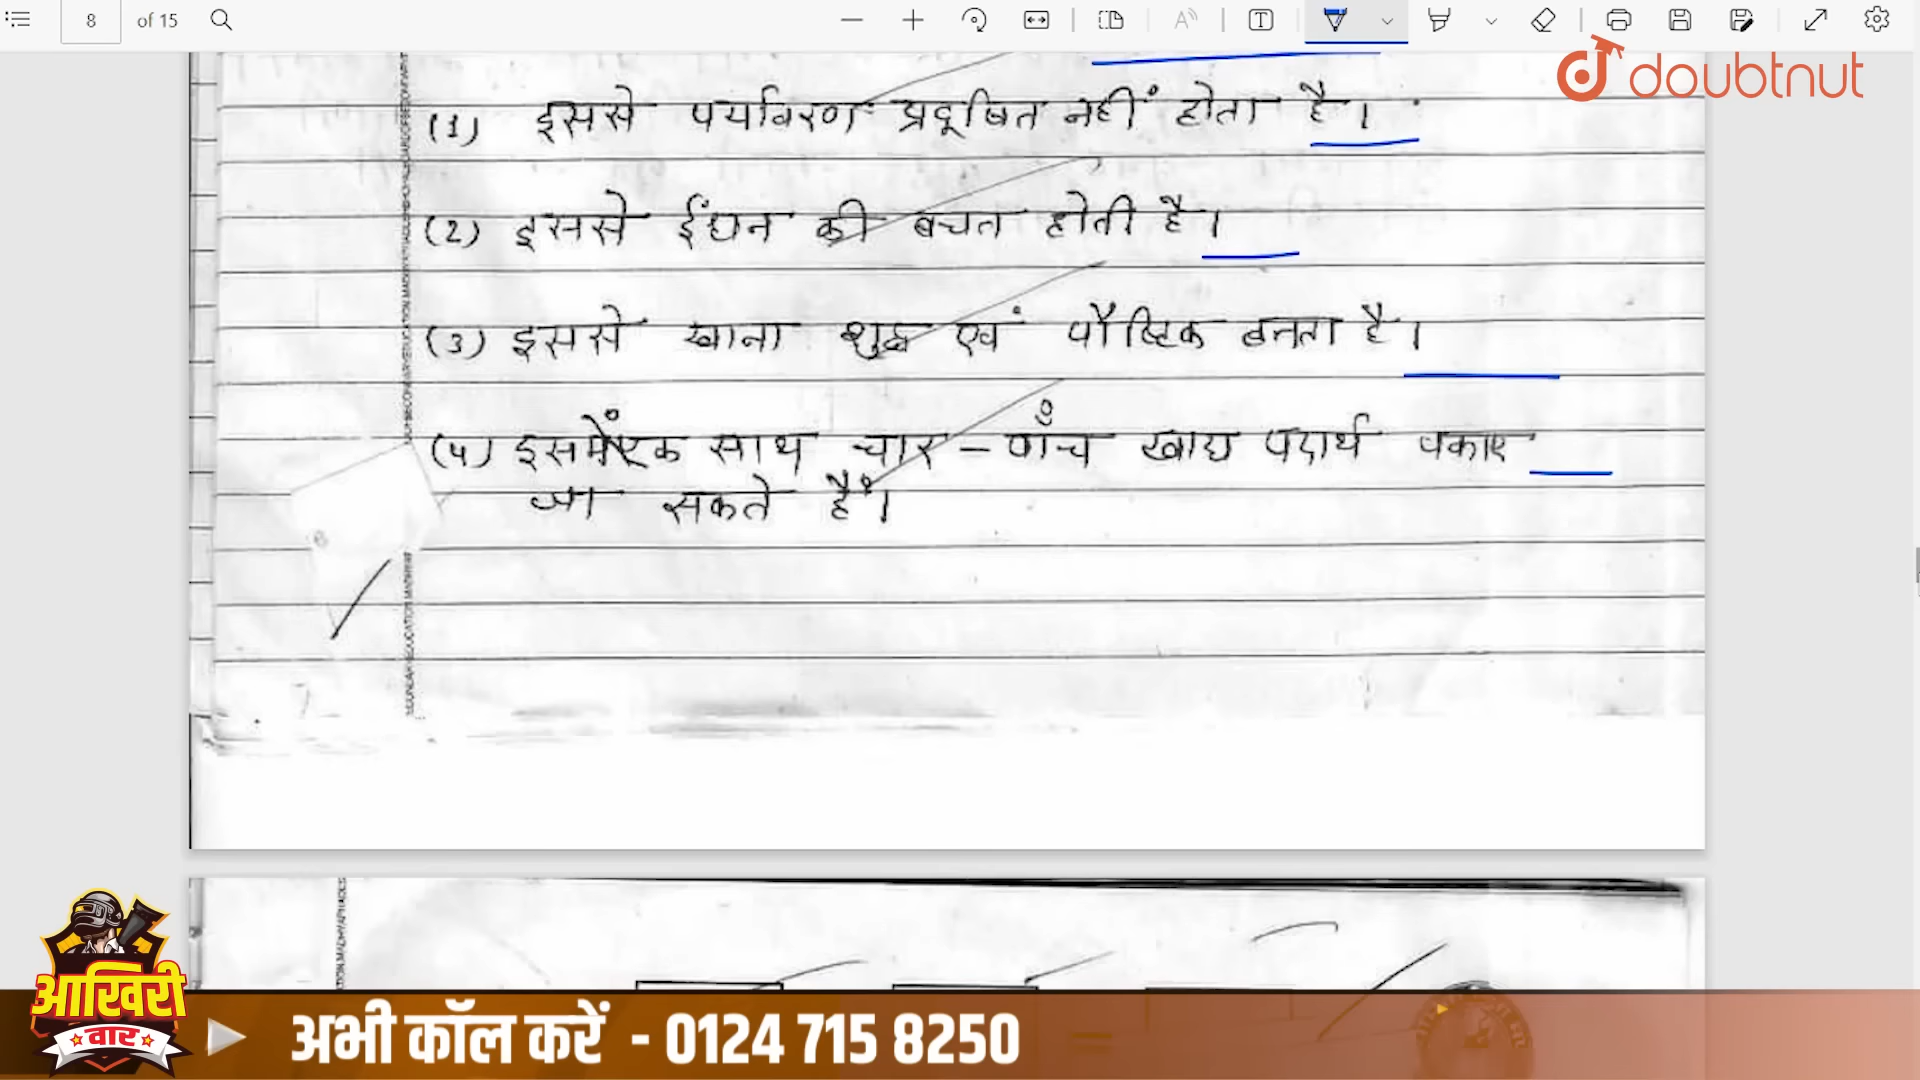 8 of 15
doubtnut
(1) इससे पर्यावरण प्रदूषित नहीं होता है।
(2) इससे ईंधन की बचत होती है।
(3) इससे खाना शुद्ध एवं पौष्टिक बनता है।
(4) इसमें एक साथ चार - पाँच खाद्य पदार्थ पकाए
जा सकते हैं।
आखिरी
वार
अभी कॉल करें - 0124 715 8250